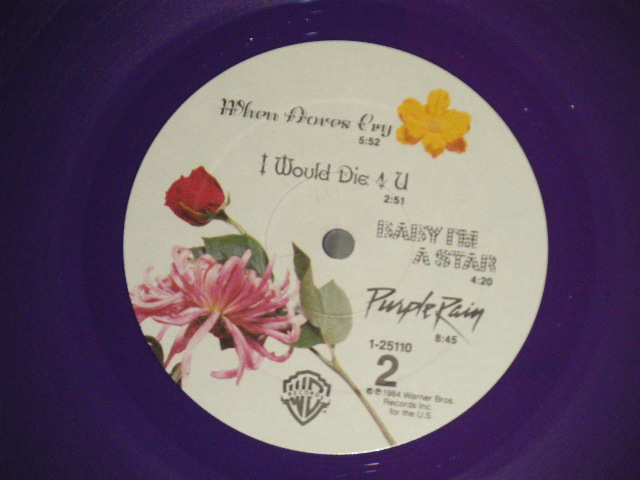 When Doves Cry
5:52
I Would Die 4 U
2:51
BABY I'M
A STAR
4:20
Purple Rain
8:45
1-25110
2
©℗1984 Warner Bros.
Records Inc.
for the U.S.
WB
RECORDS